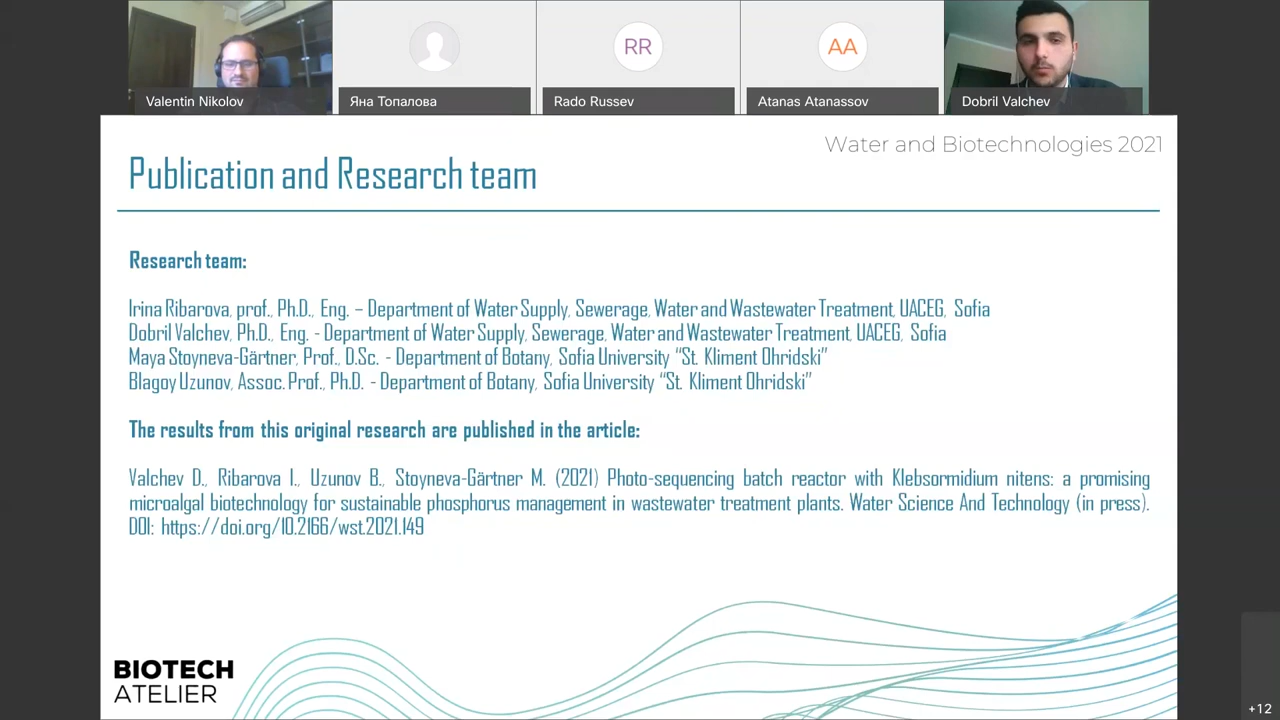 RR
AA
Valentin Nikolov
Яна Топалова
Rado Russev
Atanas Atanassov
Dobril Valchev
Water and Biotechnologies 2021
Publication and Research team
Research team:
Irina Ribarova, prof., Ph.D., Eng. – Department of Water Supply, Sewerage, Water and Wastewater Treatment, UACEG, Sofia
Dobril Valchev, Ph.D., Eng. - Department of Water Supply, Sewerage, Water and Wastewater Treatment, UACEG, Sofia
Maya Stoyneva-Gärtner, Prof., D.Sc. - Department of Botany, Sofia University “St. Kliment Ohridski”
Blagoy Uzunov, Assoc. Prof., Ph.D. - Department of Botany, Sofia University “St. Kliment Ohridski”
The results from this original research are published in the article:
Valchev D., Ribarova I., Uzunov B., Stoyneva-Gärtner M. (2021) Photo-sequencing batch reactor with Klebsormidium nitens: a promising
microalgal biotechnology for sustainable phosphorus management in wastewater treatment plants. Water Science And Technology (in press).
DOI: https://doi.org/10.2166/wst.2021.149
BIOTECH
ATELIER
+12